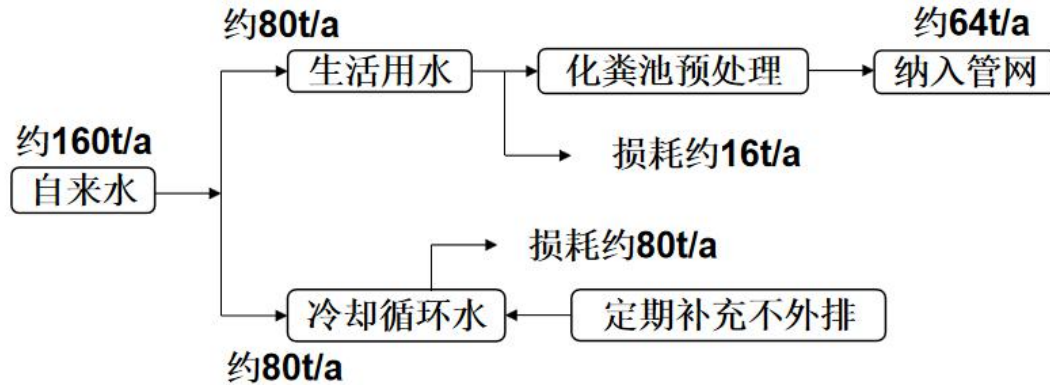 约80t/a
约64t/a
生活用水
化粪池预处理
纳入管网
约160t/a
损耗约16t/a
自来水
损耗约80t/a
冷却循环水
定期补充不外排
约80t/a